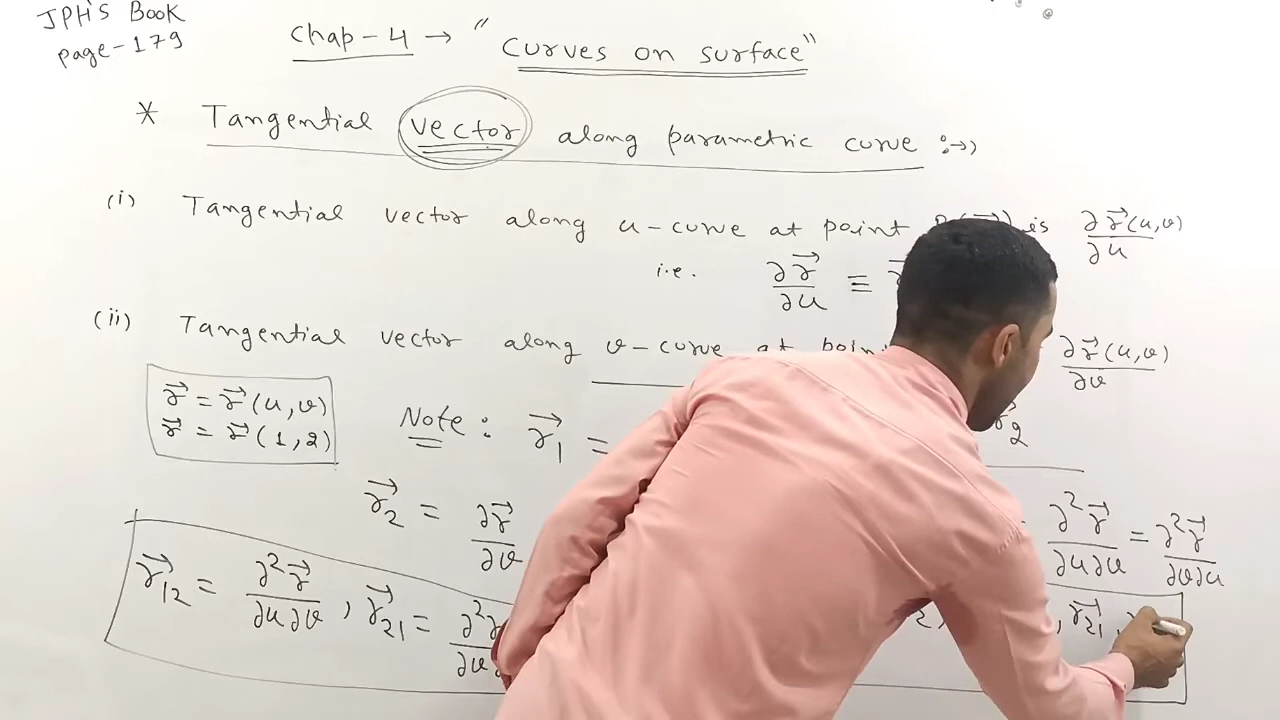 JPH'S Book
page-179
Chap-4 → "Curves on surface"
* Tangential vector along parametric curve :→
(i) Tangential vector along u-curve at point is ∂r⃗(u,v)/∂u
i.e. ∂r⃗/∂u ≡
(ii) Tangential vector along v-curve at point ∂r⃗(u,v)/∂v
r⃗ = r⃗(u,v)
r⃗ = r⃗(1,2)
Note: r⃗₁ = r⃗₂
r⃗₂ = ∂r⃗/∂v ∂²r⃗/∂u∂v = ∂²r⃗/∂v∂u
r⃗₁₂ = ∂²r⃗/∂u∂v , r⃗₂₁ = , r⃗₂₁ ,